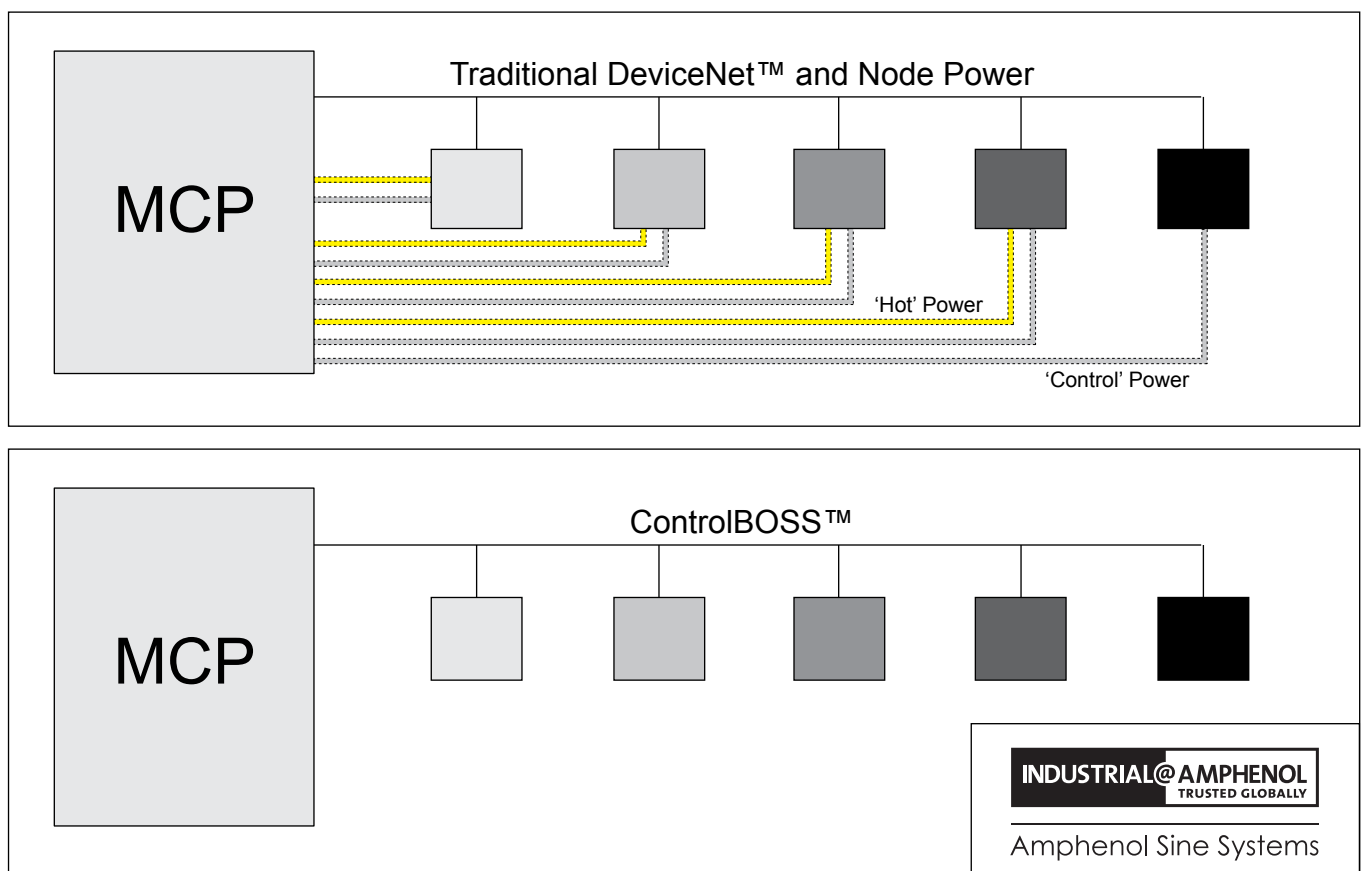 Traditional DeviceNet™ and Node Power
MCP
'Hot' Power
'Control' Power
ControlBOSS™
MCP
INDUSTRIAL@AMPHENOL
TRUSTED GLOBALLY
Amphenol Sine Systems